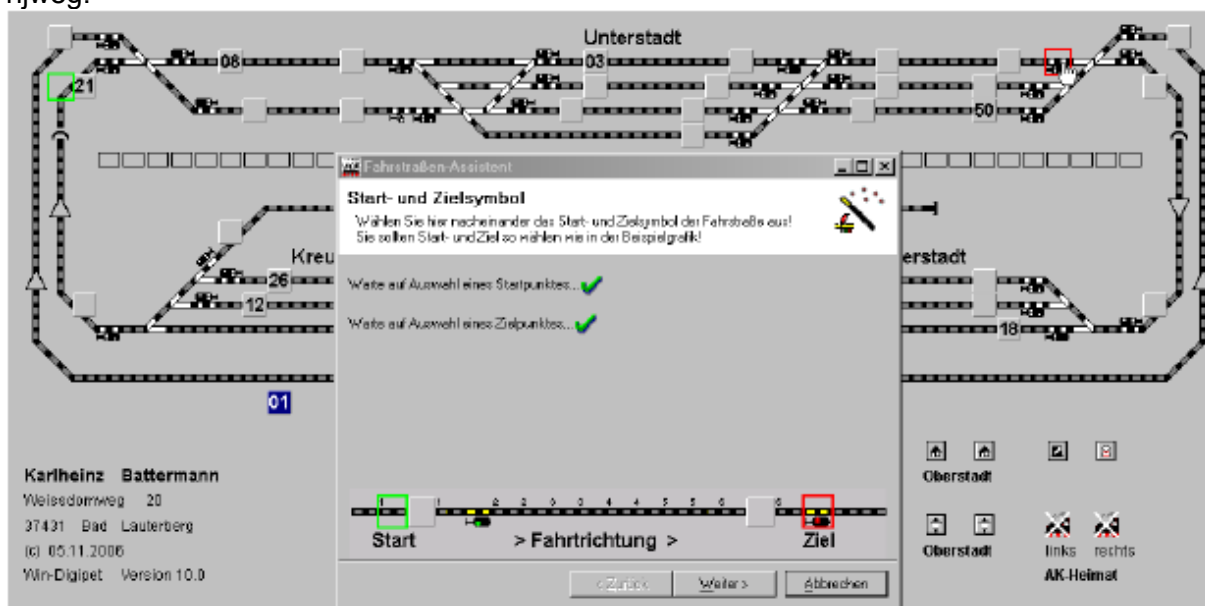 rijweg.
Unterstadt
08 03
21
50
Fahrstraßen-Assistent
Start- und Zielsymbol
Wählen Sie hier nacheinander das Start- und Zielsymbol der Fahrstraße aus!
Sie sollten Start- und Ziel so wählen wie in der Beispielgrafik!
Kreu
erstadt
26
Warte auf Auswahl eines Startpunktes...
12
Warte auf Auswahl eines Zielpunktes...
18
01
Karlheinz Battermann
Weissdornweg 20
37431 Bad Lauterberg
(c) 05.11.2006
Win-Digipet Version 10.0
Oberstadt
Start > Fahrtrichtung > Ziel
Oberstadt links rechts
AK-Heimat
< Zurück Weiter > Abbrechen